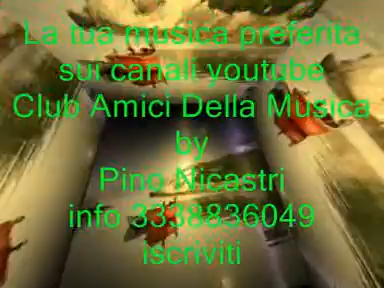 La tua musica preferita
sui canali youtube
Club Amici Della Musica
by
Pino Nicastri
info 3338836049
iscriviti